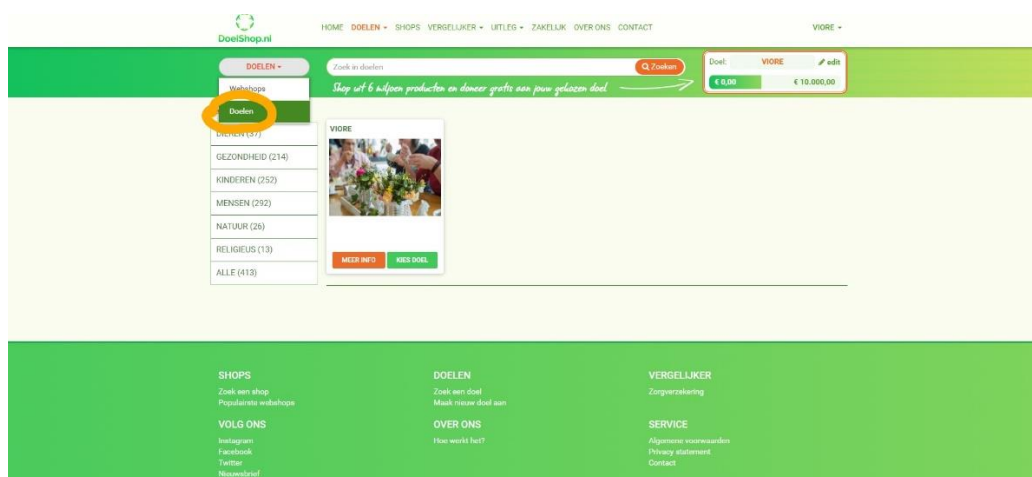 DoelShop.nl
HOME DOELEN SHOPS VERGELIJKER UITLEG ZAKELIJK OVER ONS CONTACT
VIORE
DOELEN
Zoek in doelen
Zoeken
Doel: VIORE edit
Webshops
Shop uit 6 miljoen producten en doneer gratis aan jouw gekozen doel
€ 0,00 € 10.000,00
Doelen
DIEREN (37)
VIORE
GEZONDHEID (214)
KINDEREN (252)
MENSEN (292)
NATUUR (26)
RELIGIEUS (13)
MEER INFO KIES DOEL
ALLE (413)
SHOPS
Zoek een shop
Populairste webshops
DOELEN
Zoek een doel
Maak nieuw doel aan
VERGELIJKER
Zorgverzekering
VOLG ONS
Instagram
Facebook
Twitter
Nieuwsbrief
OVER ONS
Hoe werkt het?
SERVICE
Algemene voorwaarden
Privacy statement
Contact